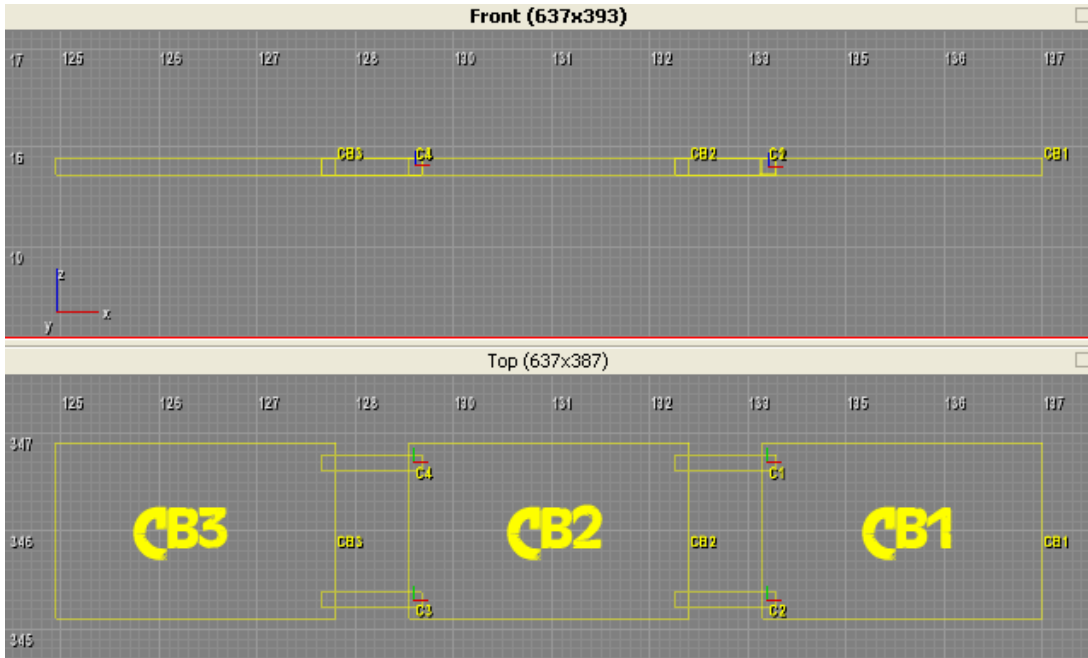 Front (637x393)
17 125 126 127 128 130 131 132 133 135 136 137
18 CB3 C4 CB2 C2 CB1
19
z
x
y
Top (637x387)
125 126 127 128 130 131 132 133 135 136 137
347
C4 C1
CB3 CB2 CB1
346 CB3 CB2 CB1
C3 C2
345